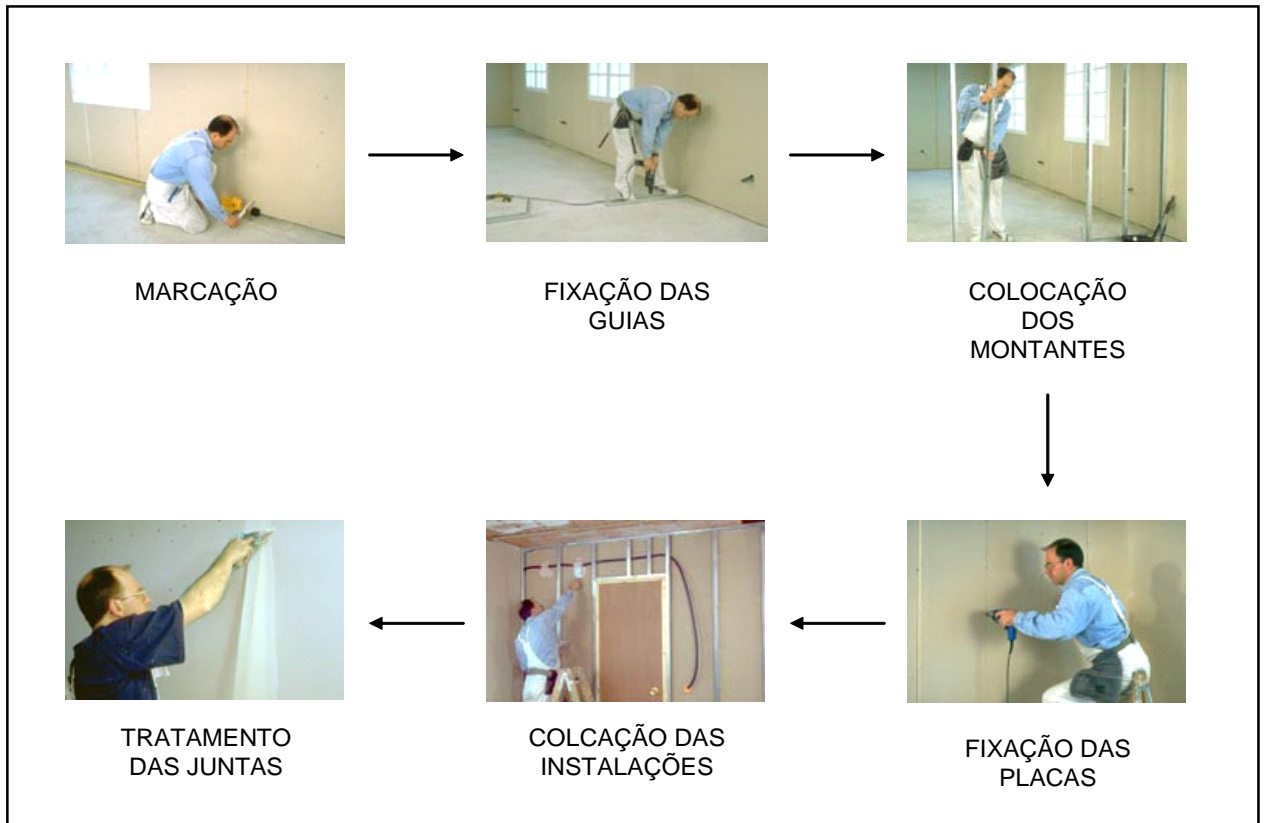 MARCAÇÃO
FIXAÇÃO DAS
GUIAS
COLOCAÇÃO
DOS
MONTANTES
TRATAMENTO
DAS JUNTAS
COLCAÇÃO DAS
INSTALAÇÕES
FIXAÇÃO DAS
PLACAS